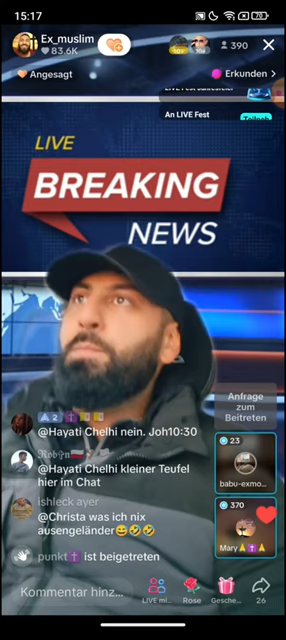 15:17
70
Ex_muslim
83.6K
390
Angesagt
Erkunden >
An LIVE Fest
LIVE
BREAKING
NEWS
Anfrage
zum
Beitreten
2
@Hayati Chelhi nein. Joh10:30
23
babu-exmo...
@Hayati Chelhi kleiner Teufel
hier im Chat
ishleck ayer
370
@Christa was ich nix
ausengeländer😅🤣🤣
Mary🙏✝️🙏
punkt✝️ ist beigetreten
Kommentar hinz...
LIVE mi...
Rose
Gesche...
26